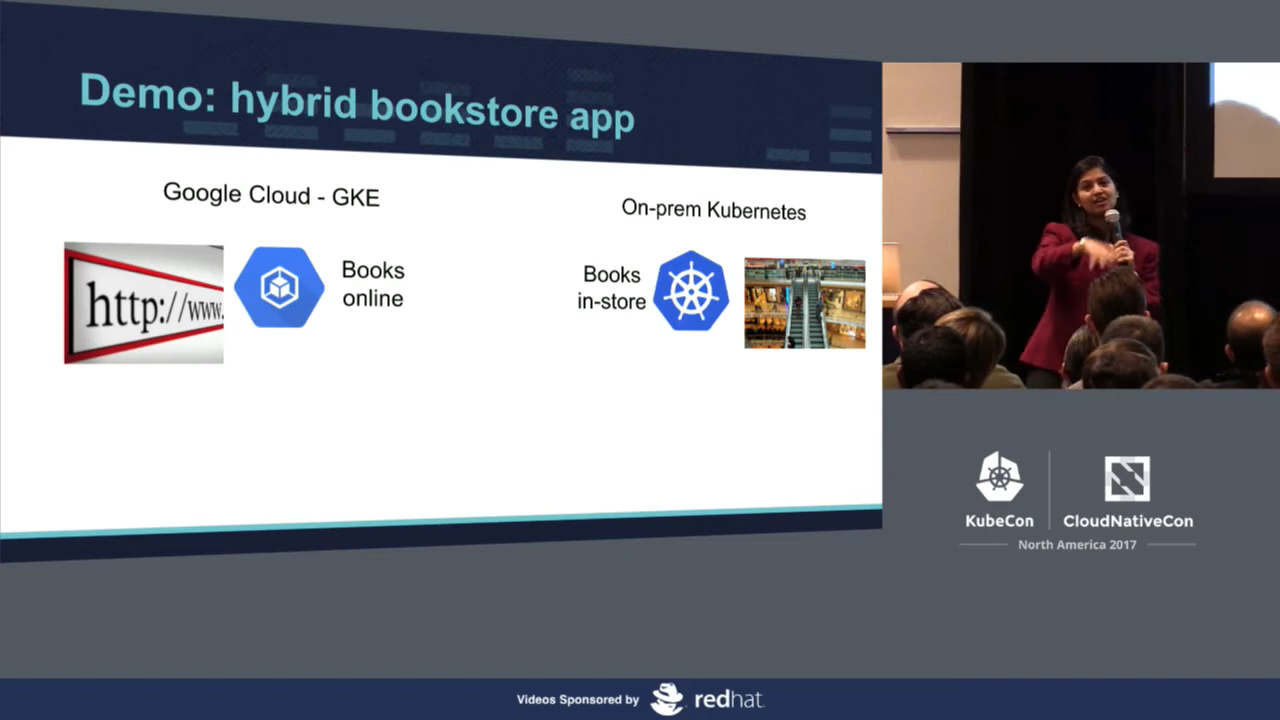 Demo: hybrid bookstore app
Google Cloud - GKE
On-prem Kubernetes
http://www.
Books
online
Books
in-store
KubeCon
CloudNativeCon
North America 2017
Videos Sponsored by
redhat